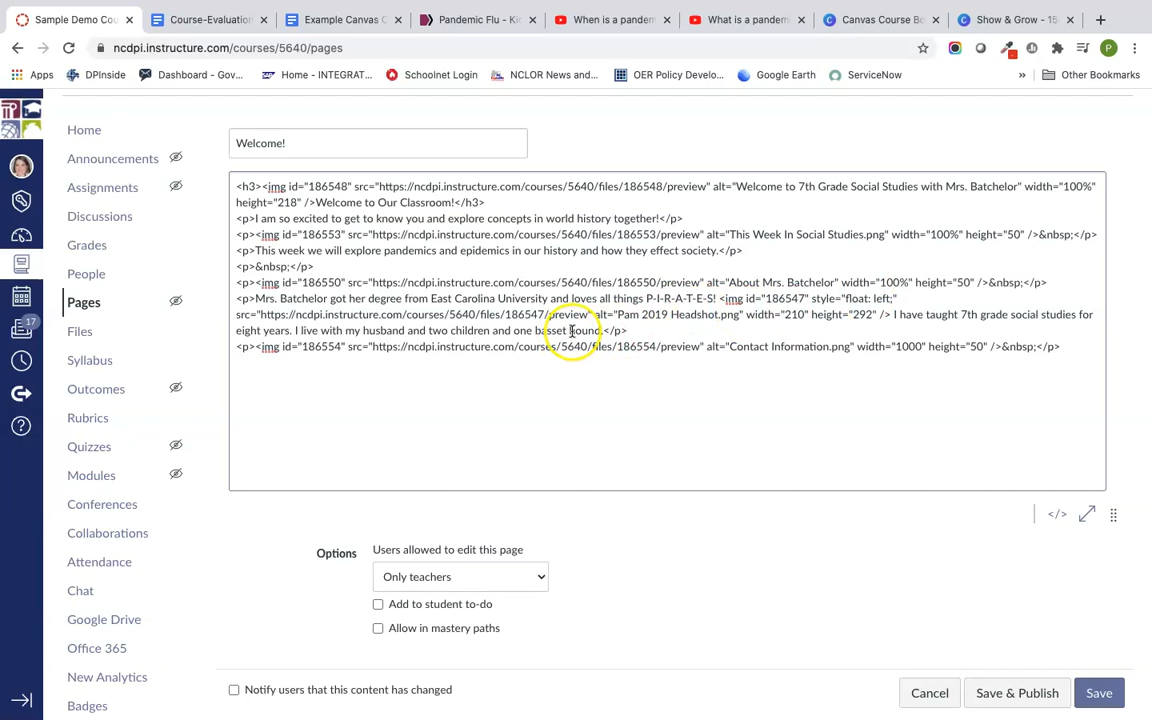 Sample Demo Cou
Course-Evaluation
Example Canvas C
Pandemic Flu - Kid
When is a pandem
What is a pandem
Canvas Course Ba
Show & Grow - 15
ncdpi.instructure.com/courses/5640/pages
P
Apps
DPInside
Dashboard - Gov...
Home - INTEGRAT...
Schoolnet Login
NCLOR News and...
OER Policy Develo...
Google Earth
ServiceNow
»
Other Bookmarks
Home
Announcements
Assignments
Discussions
Grades
People
Pages
Files
Syllabus
Outcomes
Rubrics
Quizzes
Modules
Conferences
Collaborations
Attendance
Chat
Google Drive
Office 365
New Analytics
Badges
17
Welcome!
<h3><img id="186548" src="https://ncdpi.instructure.com/courses/5640/files/186548/preview" alt="Welcome to 7th Grade Social Studies with Mrs. Batchelor" width="100%"
height="218" />Welcome to Our Classroom!</h3>
<p>I am so excited to get to know you and explore concepts in world history together!</p>
<p><img id="186553" src="https://ncdpi.instructure.com/courses/5640/files/186553/preview" alt="This Week In Social Studies.png" width="100%" height="50" />&nbsp;</p>
<p>This week we will explore pandemics and epidemics in our history and how they effect society.</p>
<p>&nbsp;</p>
<p><img id="186550" src="https://ncdpi.instructure.com/courses/5640/files/186550/preview" alt="About Mrs. Batchelor" width="100%" height="50" />&nbsp;</p>
<p>Mrs. Batchelor got her degree from East Carolina University and loves all things P-I-R-A-T-E-S! <img id="186547" style="float: left;"
src="https://ncdpi.instructure.com/courses/5640/files/186547/preview" alt="Pam 2019 Headshot.png" width="210" height="292" /> I have taught 7th grade social studies for
eight years. I live with my husband and two children and one basset hound.</p>
<p><img id="186554" src="https://ncdpi.instructure.com/courses/5640/files/186554/preview" alt="Contact Information.png" width="1000" height="50" />&nbsp;</p>
</>
Options
Users allowed to edit this page
Only teachers
Add to student to-do
Allow in mastery paths
Notify users that this content has changed
Cancel
Save & Publish
Save